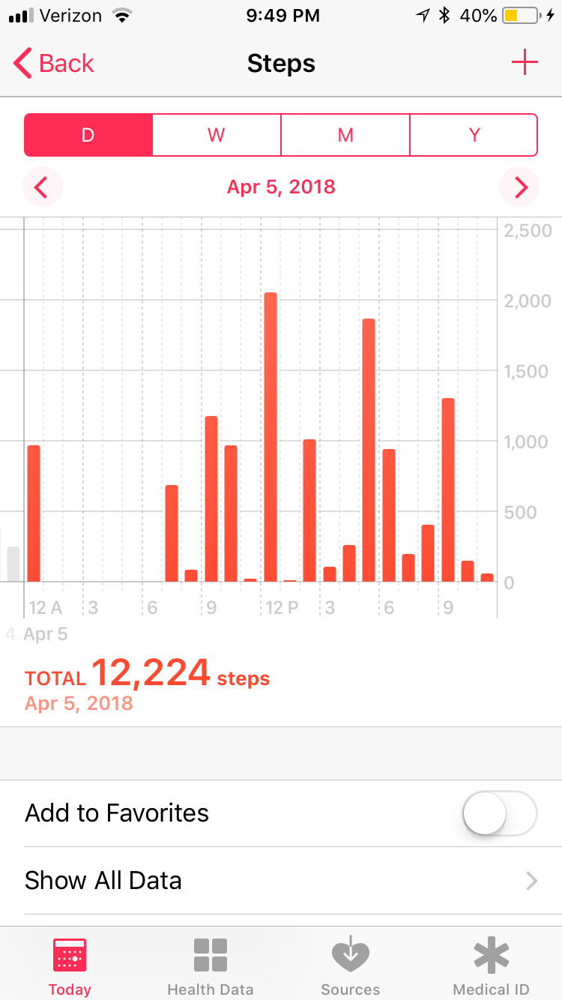 Verizon 9:49 PM 40%
Back Steps
D W M Y
Apr 5, 2018
2,500
2,000
1,500
1,000
500
0
12 A 3 6 9 12 P 3 6 9
4 Apr 5
TOTAL 12,224 steps
Apr 5, 2018
Add to Favorites
Show All Data
Today Health Data Sources Medical ID